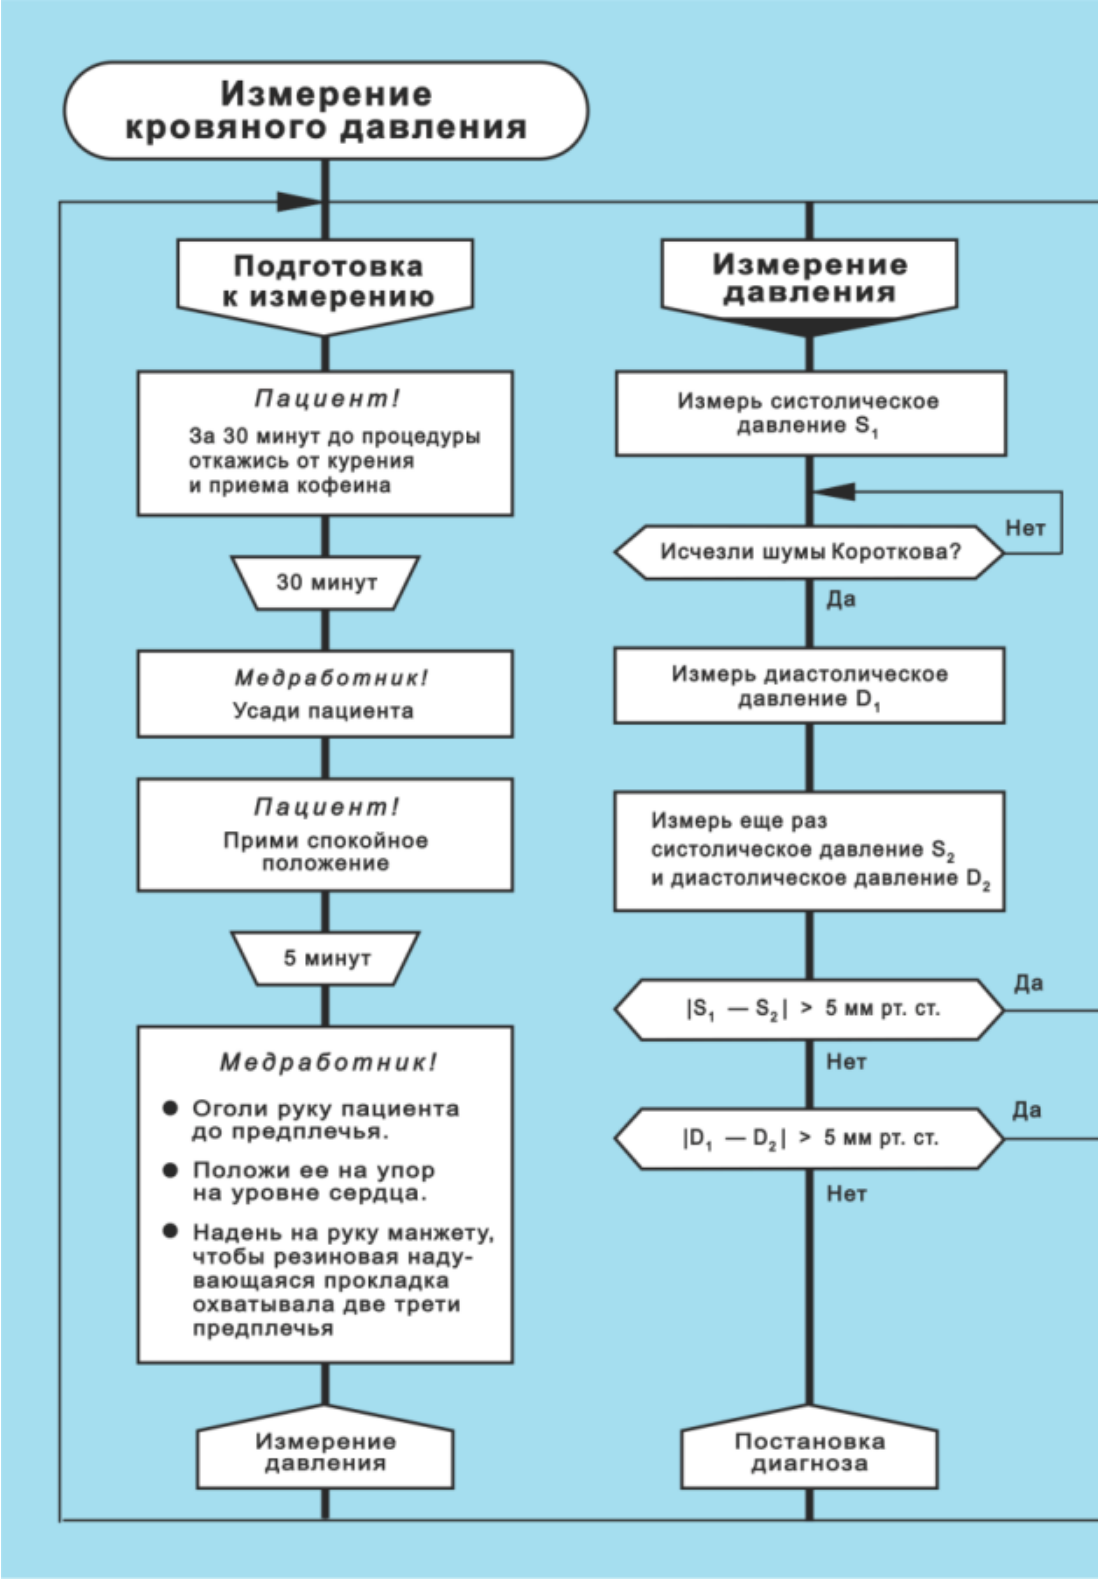 Измерение
кровяного давления
Подготовка
к измерению
Пациент!
За 30 минут до процедуры
откажись от курения
и приема кофеина
30 минут
Медработник!
Усади пациента
Пациент!
Прими спокойное
положение
5 минут
Медработник!
● Оголи руку пациента
до предплечья.
● Положи ее на упор
на уровне сердца.
● Надень на руку манжету,
чтобы резиновая наду-
вающаяся прокладка
охватывала две трети
предплечья
Измерение
давления
Измерение
давления
Измерь систолическое
давление S₁
Исчезли шумы Короткова?
Нет
Да
Измерь диастолическое
давление D₁
Измерь еще раз
систолическое давление S₂
и диастолическое давление D₂
|S₁ — S₂| > 5 мм рт. ст.
Да
Нет
|D₁ — D₂| > 5 мм рт. ст.
Да
Нет
Постановка
диагноза